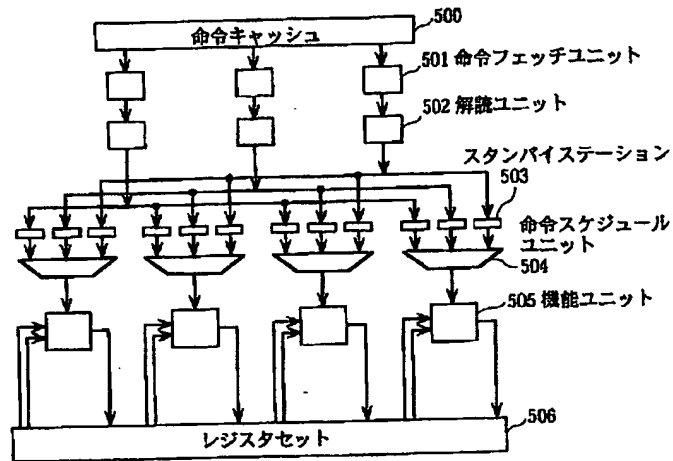 500
命令キャッシュ
501 命令フェッチユニット
502 解読ユニット
スタンバイステーション
503
命令スケジュール
ユニット
504
505 機能ユニット
506
レジスタセット